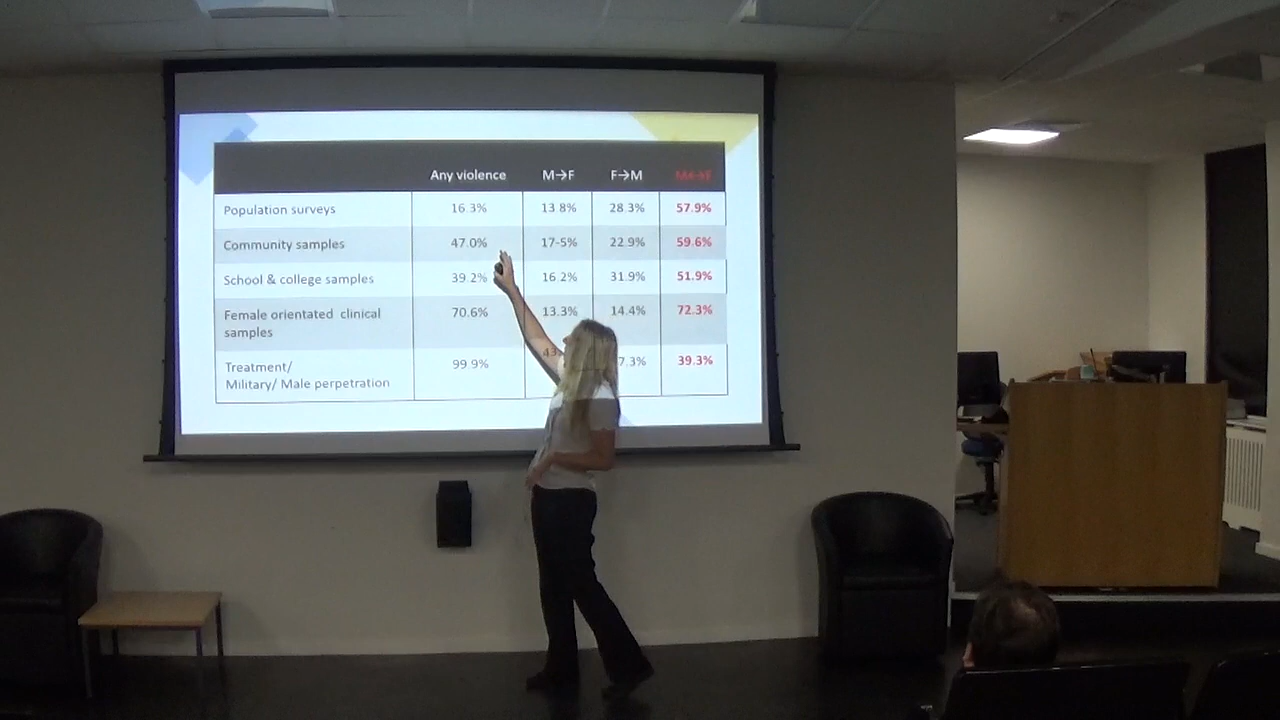 Any violence M→F F→M M↔F
Population surveys 16.3% 13 8% 28.3% 57.9%
Community samples 47.0% 17-5% 22.9% 59.6%
School & college samples 39.2% 16.2% 31.9% 51.9%
Female orientated clinical 70.6% 13.3% 14.4% 72.3%
samples
Treatment/ 99 9% 39.3%
Military/ Male perpetration